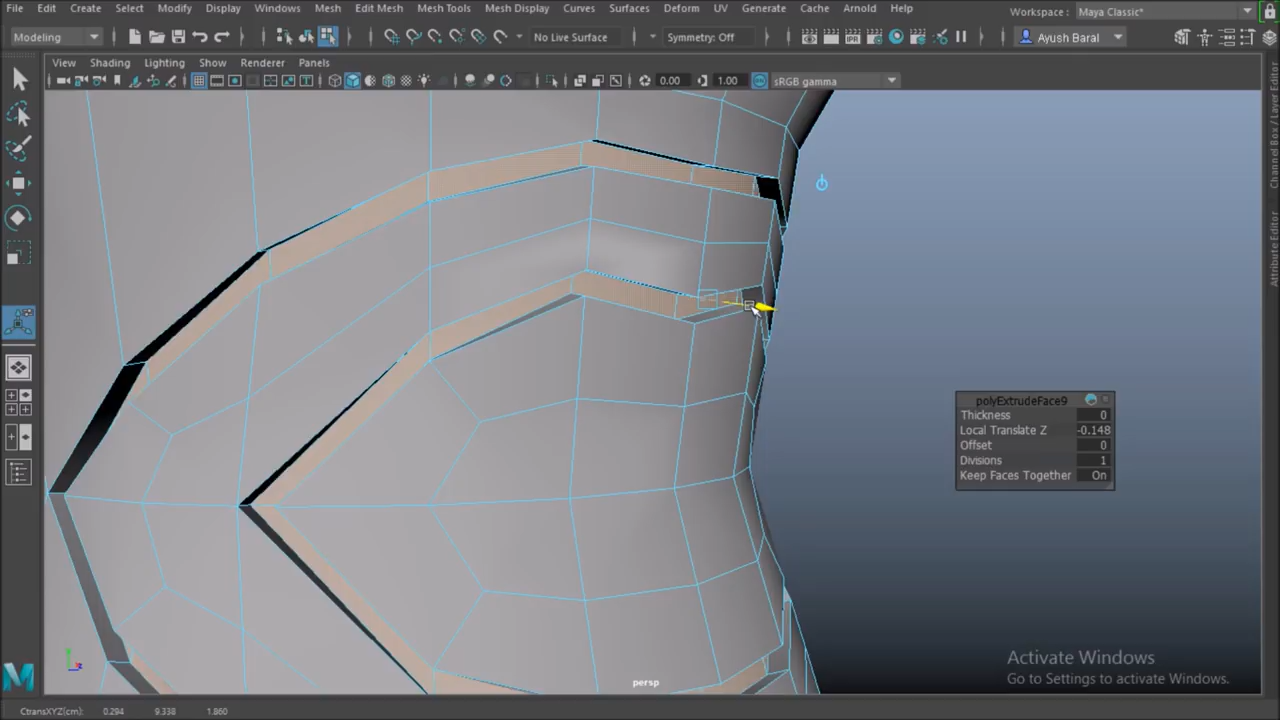 File Edit Create Select Modify Display Windows Mesh Edit Mesh Mesh Tools Mesh Display Curves Surfaces Deform UV Generate Cache Arnold Help Workspace : Maya Classic*
Modeling No Live Surface Symmetry: Off Ayush Baral
View Shading Lighting Show Renderer Panels
0.00 1.00 sRGB gamma
Channel Box / Layer Editor
Attribute Editor
polyExtrudeFace9
Thickness 0
Local Translate Z -0.148
Offset 0
Divisions 1
Keep Faces Together On
Activate Windows
Go to Settings to activate Windows.
persp
CtransXYZ(cm): 0.294 9.338 1.860